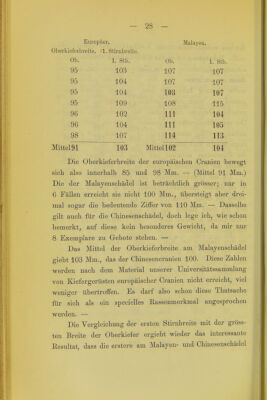 — 28 —
Europäer. Malayen.
Oberkieferbreite. 1. Stirnbreite.
Ob. 1. Stb. Ob. 1. Stb.
95 103 107 107
95 104 107 107
95 104 103 107
95 109 108 115
96 102 111 104
96 104 111 105
98 107 114 113
Mittel 91 103 Mittel 102 104
Die Oberkieferbreite der europäischen Cranien bewegt
sich also innerhalb 85 und 98 Mm. — (Mittel 91 Mm.)
Die der Malayenschädel ist beträchtlich grösser; nur in
6 Fällen erreicht sie nicht 100 Mm., übersteigt aber drei-
mal sogar die bedeutende Ziffer von 110 Mm. — Dasselbe
gilt auch für die Chinesenschädel, doch lege ich, wie schon
bemerkt, auf diese kein besonderes Gewicht, da mir nur
8 Exemplare zu Gebote stehen. —
Das Mittel der Oberkieferbreite am Malayenschädel
giebt 103 Mm., das der Chinesencranien 100. Diese Zahlen
werden nach dem Material unserer Universitätssammlung
von Kiefergerüsten europäischer Cranien nicht erreicht, viel
weniger übertroffen. Es darf also schon diese Thatsache
für sich als ein specielles Rassenmerkmal angesprochen
werden. —
Die Vergleichung der ersten Stirnbreite mit der gröss-
ten Breite der Oberkiefer ergiebt wieder das interessante
Resultat, dass die erstere am Malayen- und Chinesenschädel